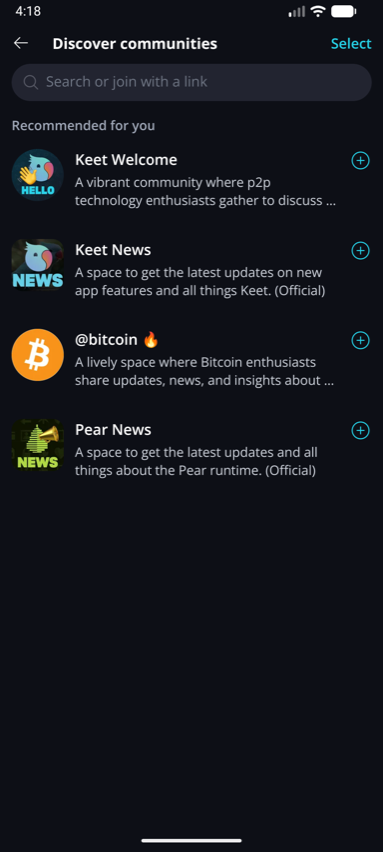 4:18
Discover communities
Select
Search or join with a link
Recommended for you
HELLO
Keet Welcome
A vibrant community where p2p
technology enthusiasts gather to discuss ...
NEWS
Keet News
A space to get the latest updates on new
app features and all things Keet. (Official)
@bitcoin 🔥
A lively space where Bitcoin enthusiasts
share updates, news, and insights about ...
NEWS
Pear News
A space to get the latest updates and all
things about the Pear runtime. (Official)